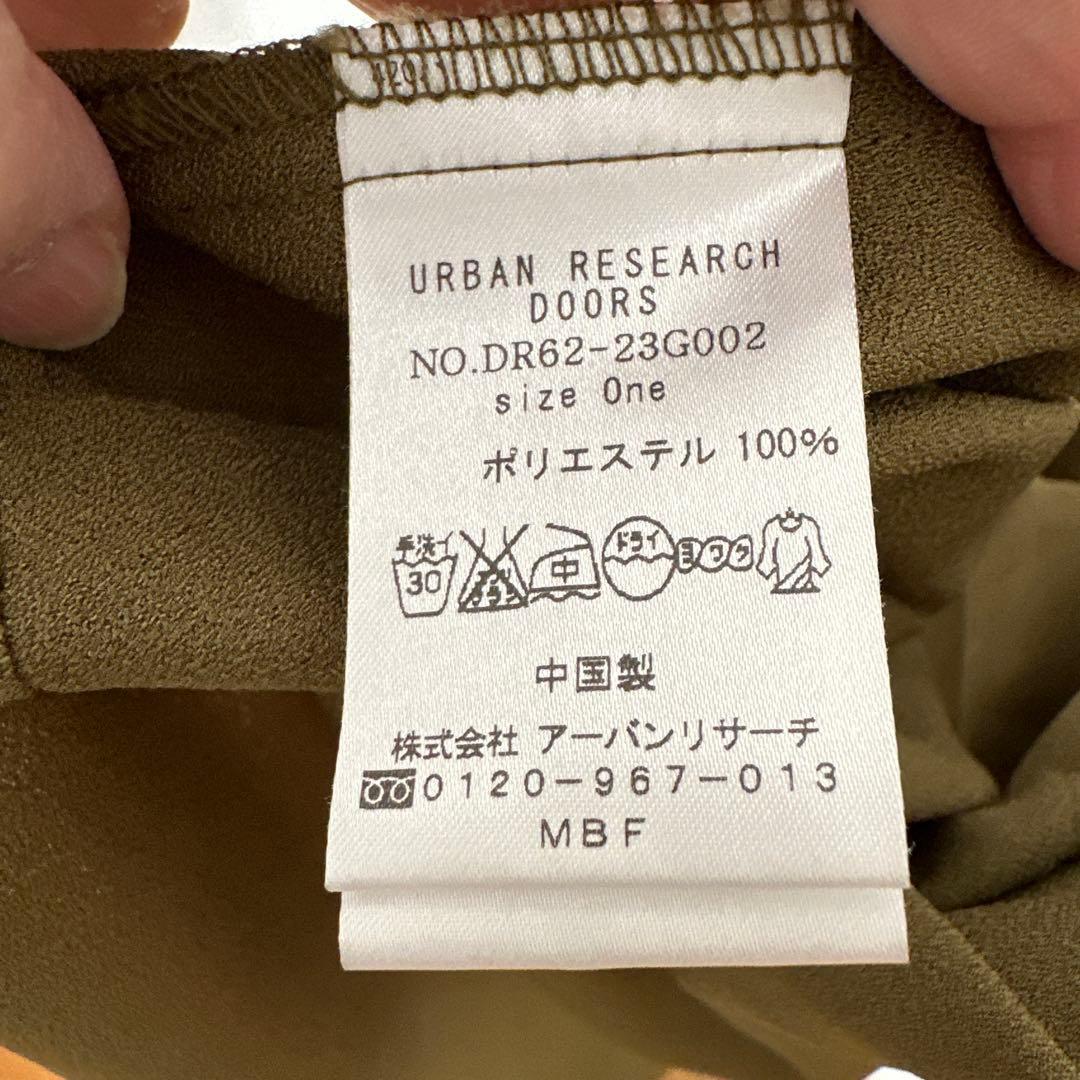 URBAN RESEARCH
DOORS
NO.DR62-23G002
size One
ポリエステル 100%
手洗イ 30 中 ドライ ヨワク
中国製
株式会社 アーバンリサーチ
0120-967-013
MBF